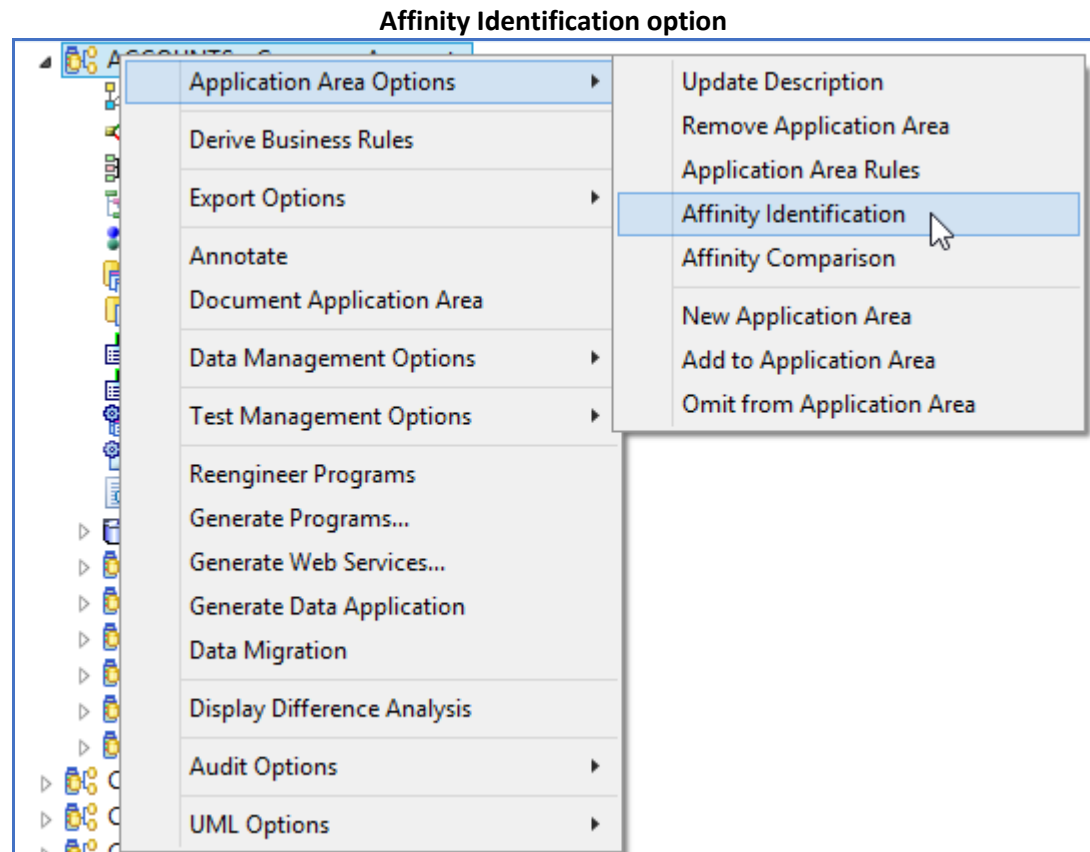 Affinity Identification option
Application Area Options
Derive Business Rules
Export Options
Annotate
Document Application Area
Data Management Options
Test Management Options
Reengineer Programs
Generate Programs...
Generate Web Services...
Generate Data Application
Data Migration
Display Difference Analysis
Audit Options
UML Options
Update Description
Remove Application Area
Application Area Rules
Affinity Identification
Affinity Comparison
New Application Area
Add to Application Area
Omit from Application Area